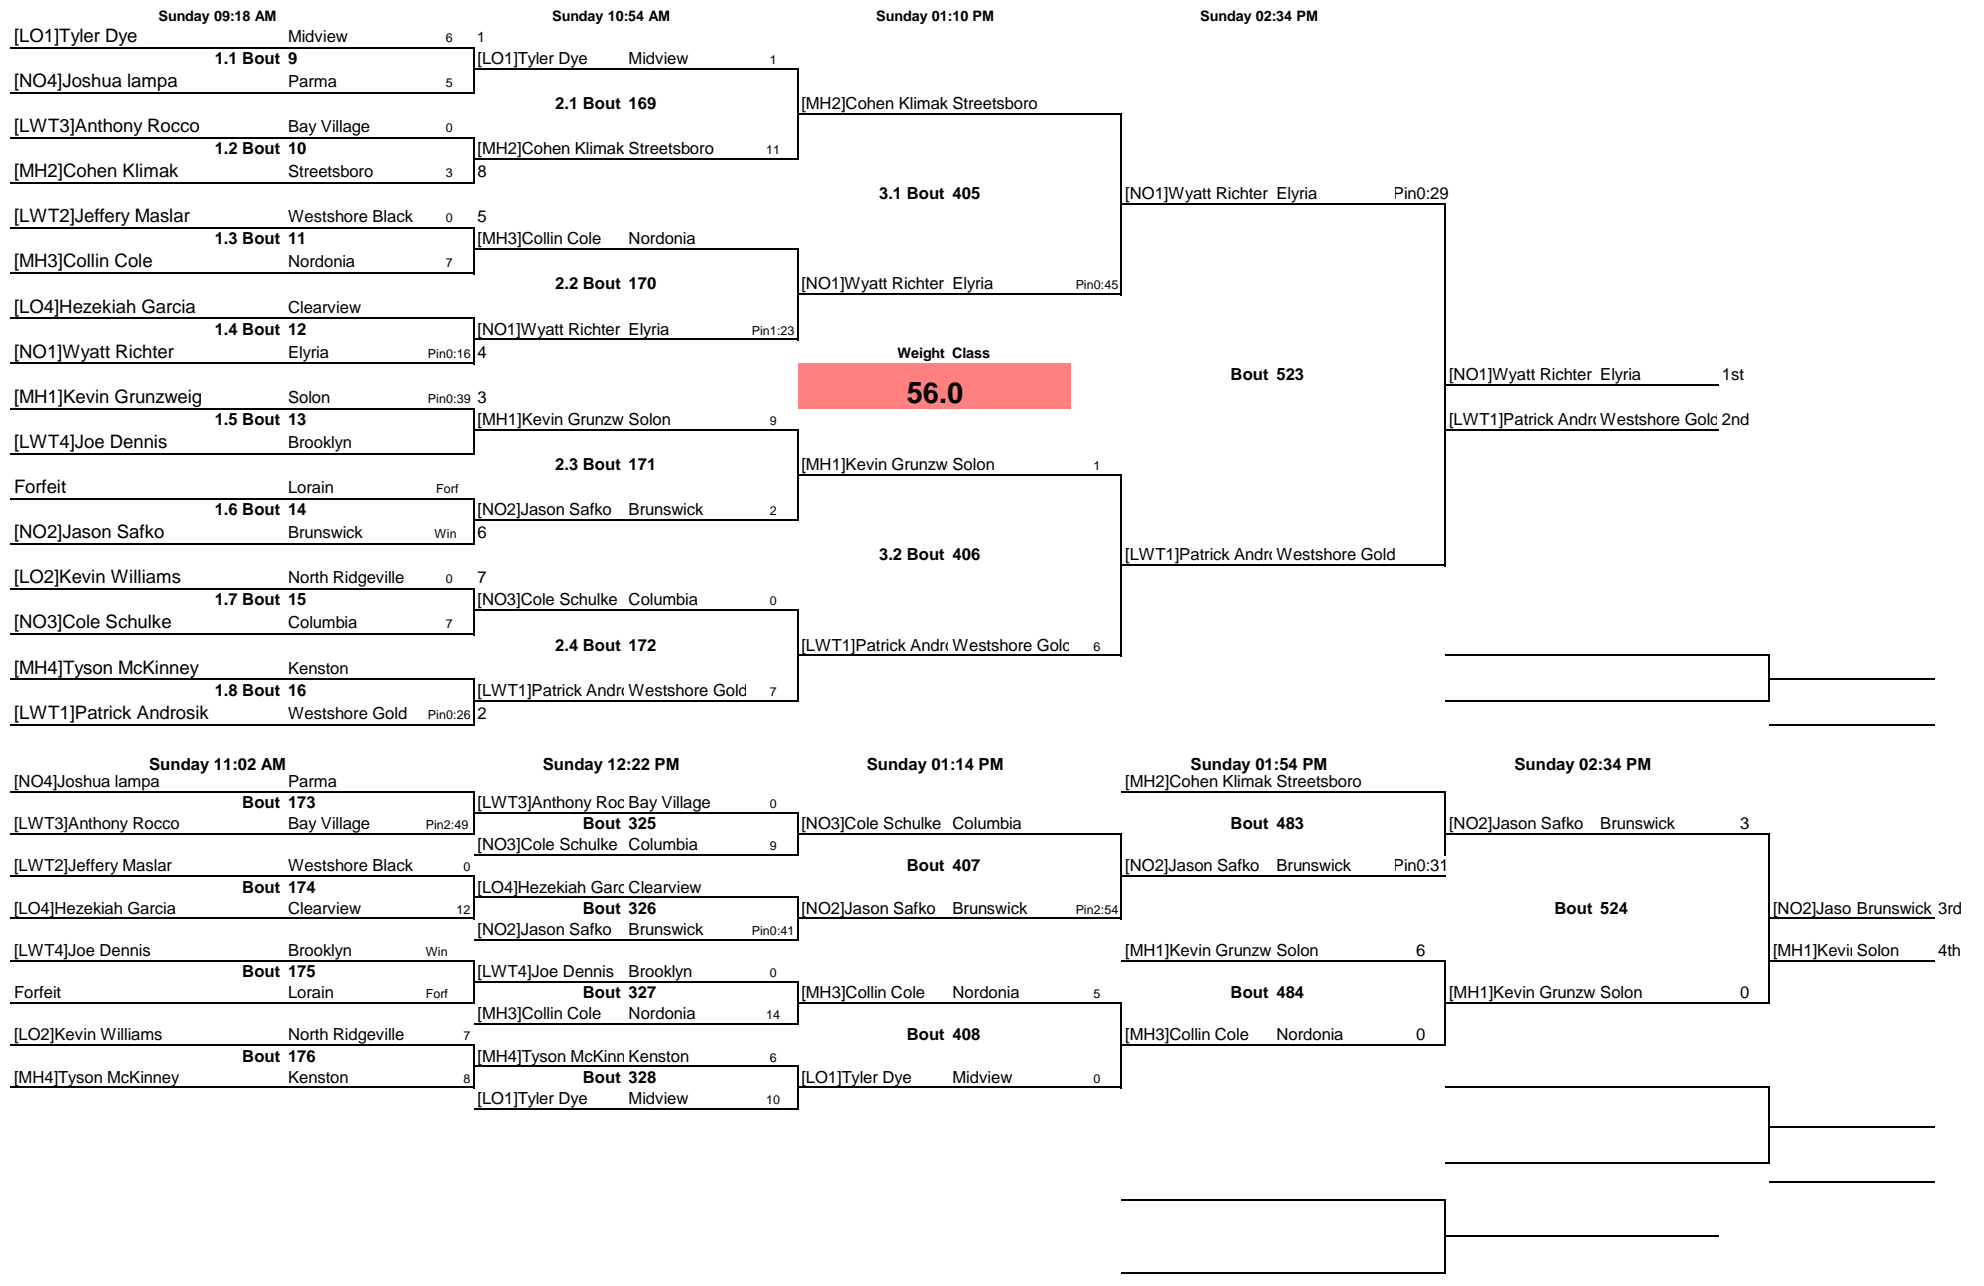 Sunday 09:18 AM Sunday 10:54 AM Sunday 01:10 PM Sunday 02:34 PM
[LO1]Tyler Dye Midview 6 1
1.1 Bout 9 [LO1]Tyler Dye Midview 1
[NO4]Joshua lampa Parma 5
2.1 Bout 169 [MH2]Cohen Klimak Streetsboro
[LWT3]Anthony Rocco Bay Village 0
1.2 Bout 10 [MH2]Cohen Klimak Streetsboro 11
[MH2]Cohen Klimak Streetsboro 3 8
3.1 Bout 405 [NO1]Wyatt Richter Elyria Pin0:29
[LWT2]Jeffery Maslar Westshore Black 0 5
1.3 Bout 11 [MH3]Collin Cole Nordonia
[MH3]Collin Cole Nordonia 7
2.2 Bout 170 [NO1]Wyatt Richter Elyria Pin0:45
[LO4]Hezekiah Garcia Clearview
1.4 Bout 12 [NO1]Wyatt Richter Elyria Pin1:23
[NO1]Wyatt Richter Elyria Pin0:16 4 Weight Class
Bout 523 [NO1]Wyatt Richter Elyria 1st
[MH1]Kevin Grunzweig Solon Pin0:39 3 56.0
1.5 Bout 13 [MH1]Kevin Grunzw Solon 9 [LWT1]Patrick Andr Westshore Gold 2nd
[LWT4]Joe Dennis Brooklyn
2.3 Bout 171 [MH1]Kevin Grunzw Solon 1
Forfeit Lorain Forf
1.6 Bout 14 [NO2]Jason Safko Brunswick 2
[NO2]Jason Safko Brunswick Win 6
3.2 Bout 406 [LWT1]Patrick Andr Westshore Gold
[LO2]Kevin Williams North Ridgeville 0 7
1.7 Bout 15 [NO3]Cole Schulke Columbia 0
[NO3]Cole Schulke Columbia 7
2.4 Bout 172 [LWT1]Patrick Andr Westshore Gold 6
[MH4]Tyson McKinney Kenston
1.8 Bout 16 [LWT1]Patrick Andr Westshore Gold 7
[LWT1]Patrick Androsik Westshore Gold Pin0:26 2
Sunday 11:02 AM Sunday 12:22 PM Sunday 01:14 PM Sunday 01:54 PM Sunday 02:34 PM
[NO4]Joshua lampa Parma [MH2]Cohen Klimak Streetsboro
Bout 173 [LWT3]Anthony Roc Bay Village 0
[LWT3]Anthony Rocco Bay Village Pin2:49 Bout 325 [NO3]Cole Schulke Columbia Bout 483 [NO2]Jason Safko Brunswick 3
[NO3]Cole Schulke Columbia 9
[LWT2]Jeffery Maslar Westshore Black 0 Bout 407 [NO2]Jason Safko Brunswick Pin0:31
Bout 174 [LO4]Hezekiah Garc Clearview
[LO4]Hezekiah Garcia Clearview 12 Bout 326 [NO2]Jason Safko Brunswick Pin2:54 Bout 524 [NO2]Jaso Brunswick 3rd
[NO2]Jason Safko Brunswick Pin0:41
[LWT4]Joe Dennis Brooklyn Win [MH1]Kevin Grunzw Solon 6 [MH1]Kevi Solon 4th
Bout 175 [LWT4]Joe Dennis Brooklyn 0
Forfeit Lorain Forf Bout 327 [MH3]Collin Cole Nordonia 5 Bout 484 [MH1]Kevin Grunzw Solon 0
[MH3]Collin Cole Nordonia 14
[LO2]Kevin Williams North Ridgeville 7 Bout 408 [MH3]Collin Cole Nordonia 0
Bout 176 [MH4]Tyson McKinn Kenston 6
[MH4]Tyson McKinney Kenston 8 Bout 328 [LO1]Tyler Dye Midview 0
[LO1]Tyler Dye Midview 10